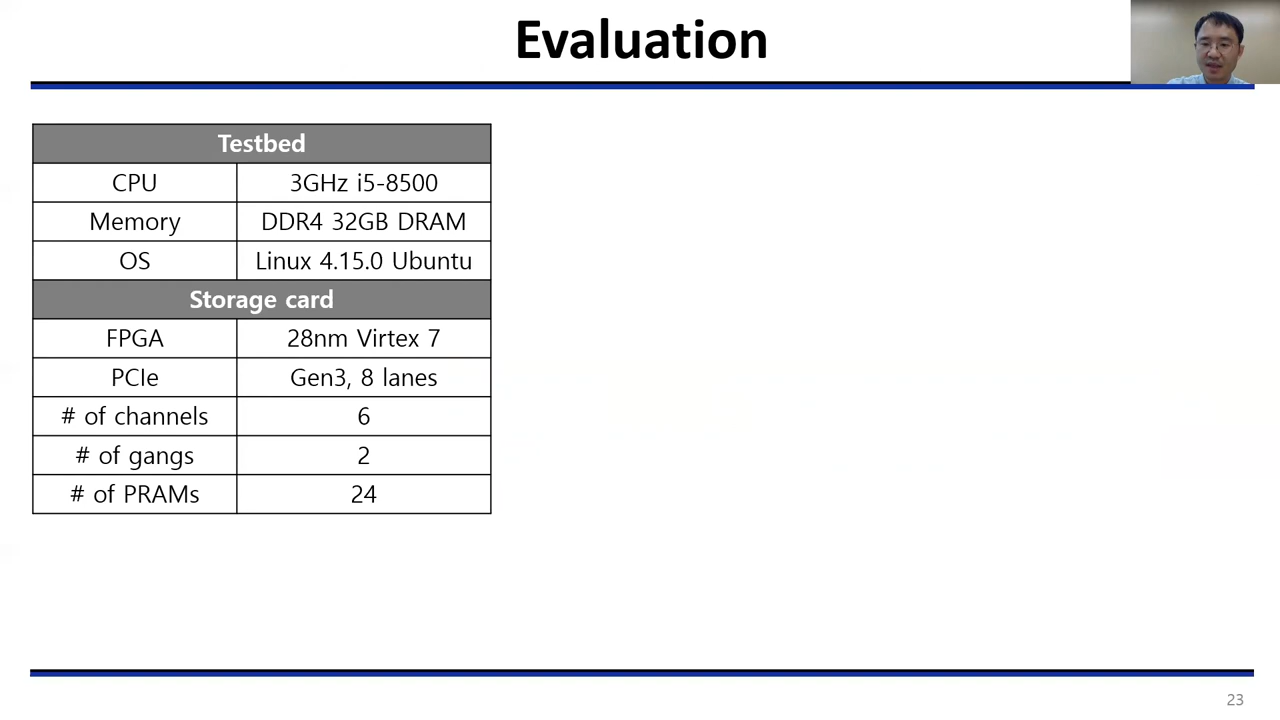 Evaluation
Testbed
CPU 3GHz i5-8500
Memory DDR4 32GB DRAM
OS Linux 4.15.0 Ubuntu
Storage card
FPGA 28nm Virtex 7
PCIe Gen3, 8 lanes
# of channels 6
# of gangs 2
# of PRAMs 24
23